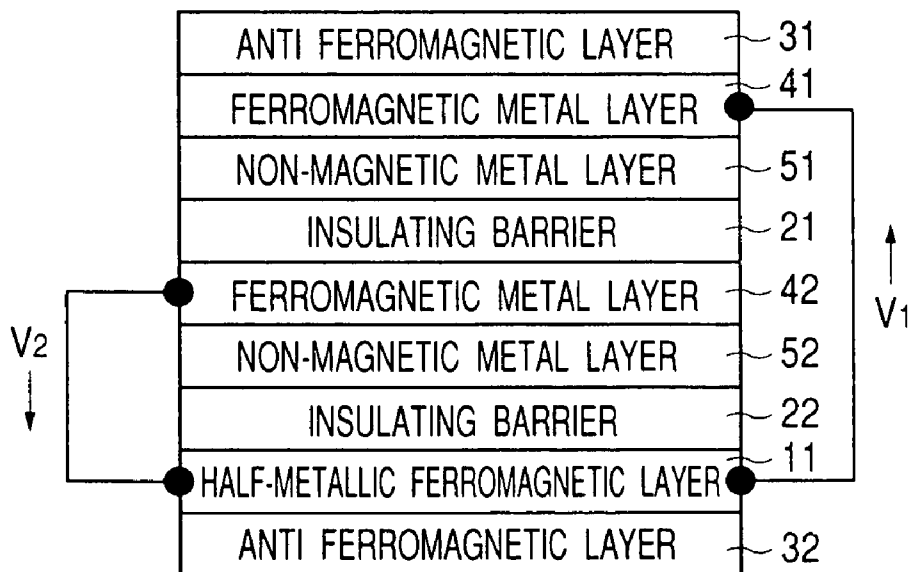 ANTI FERROMAGNETIC LAYER 31
41
FERROMAGNETIC METAL LAYER
NON-MAGNETIC METAL LAYER 51
INSULATING BARRIER 21
FERROMAGNETIC METAL LAYER 42
V1
V2
NON-MAGNETIC METAL LAYER 52
INSULATING BARRIER 22
11
HALF-METALLIC FERROMAGNETIC LAYER
ANTI FERROMAGNETIC LAYER 32